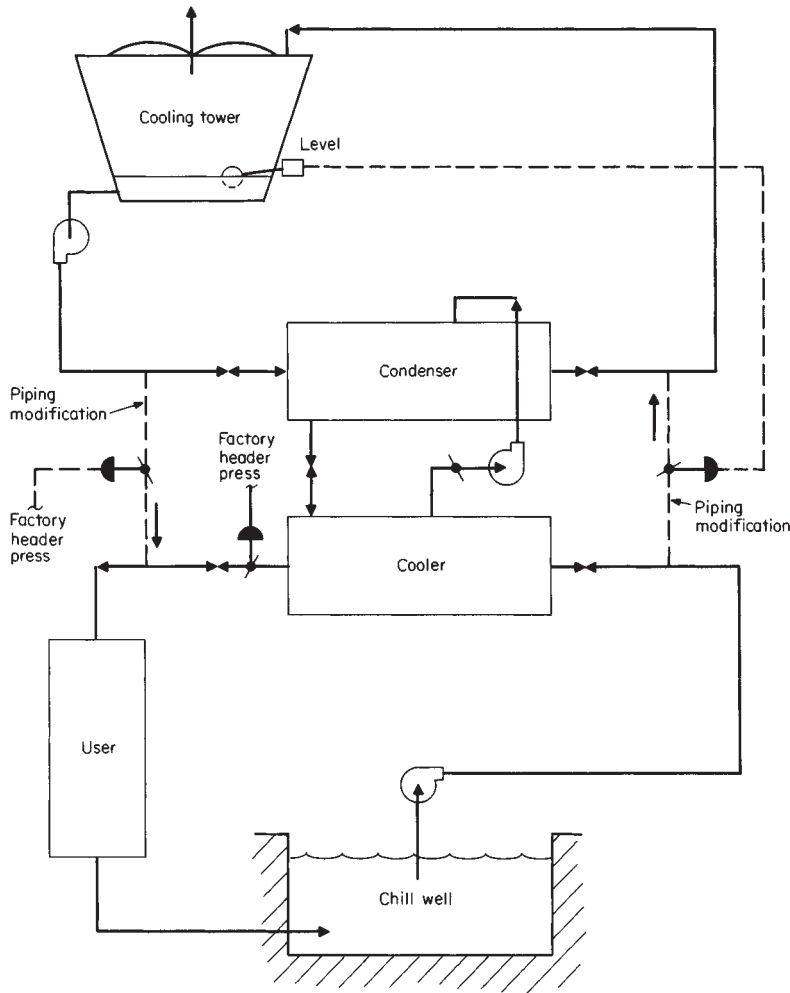 Cooling tower
Level
Condenser
Piping
modification
Factory
header
press
Factory
header
press
Piping
modification
Cooler
User
Chill well